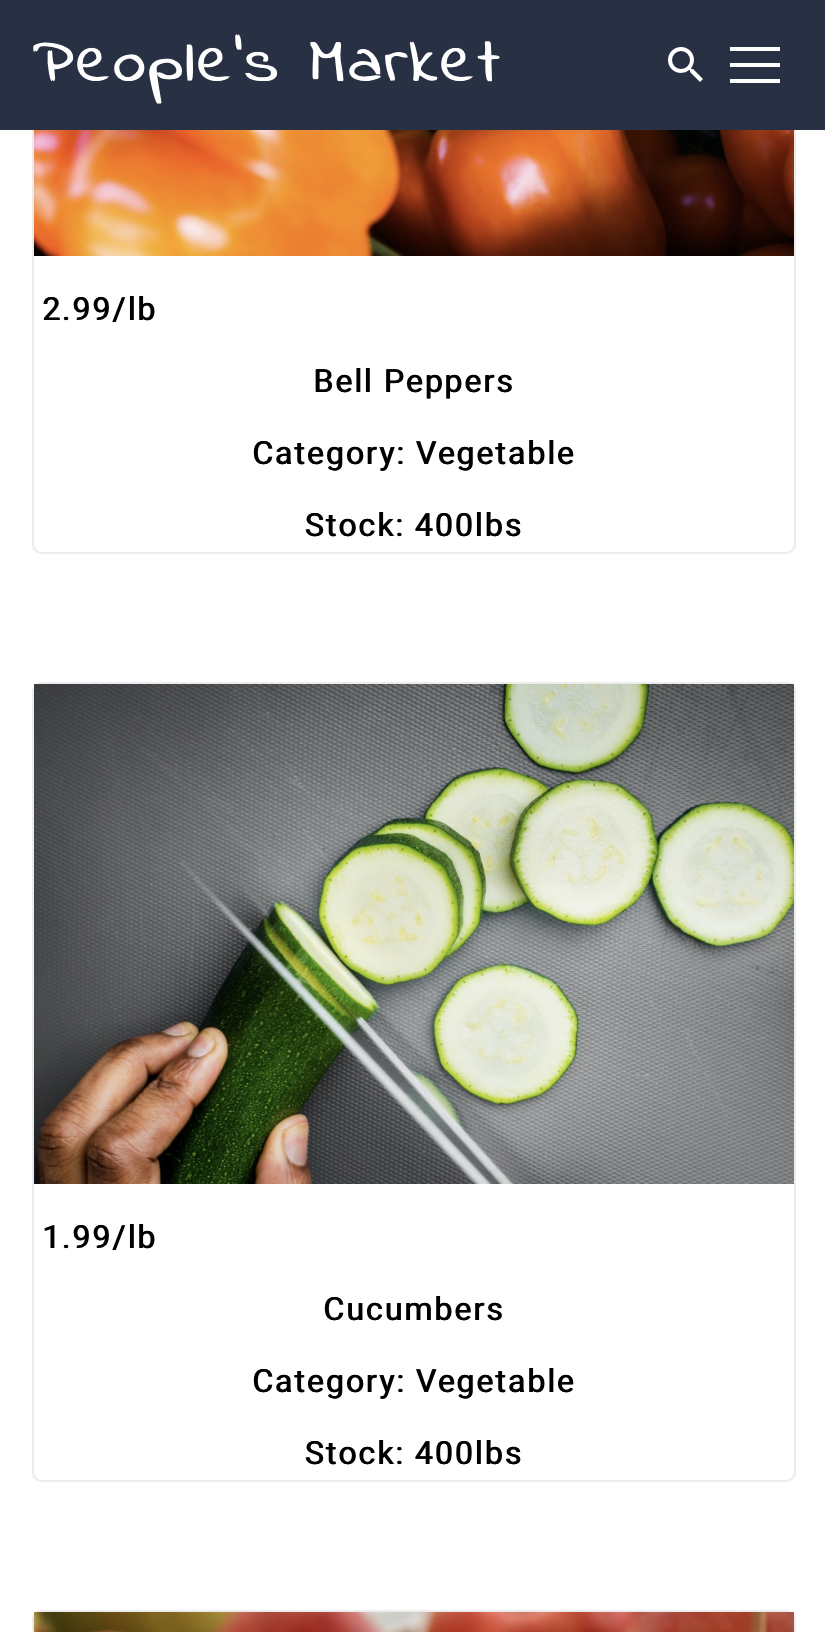 People's Market
2.99/lb
Bell Peppers
Category: Vegetable
Stock: 400lbs
1.99/lb
Cucumbers
Category: Vegetable
Stock: 400lbs